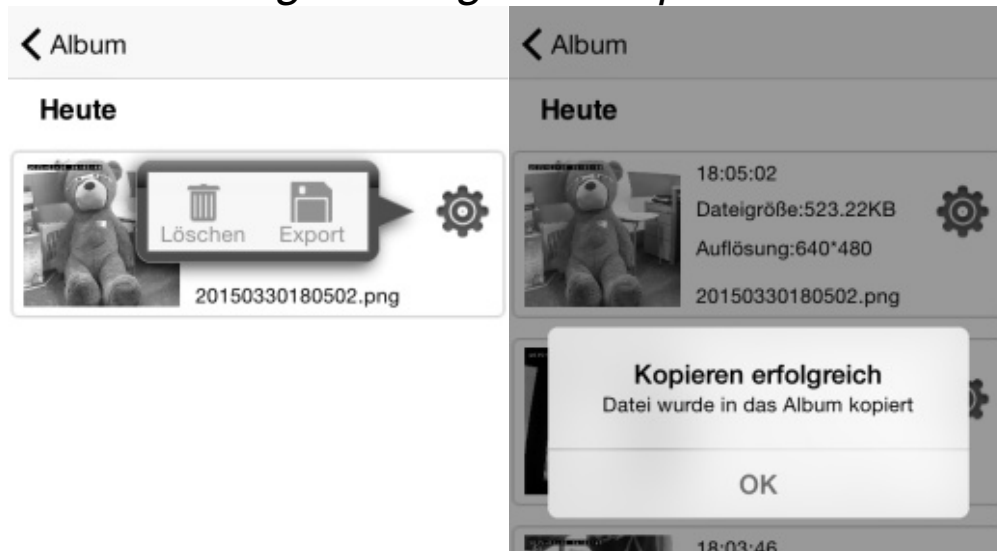 Album
Heute
Löschen Export
20150330180502.png
Album
Heute
18:05:02
Dateigröße:523.22KB
Auflösung:640*480
20150330180502.png
Kopieren erfolgreich
Datei wurde in das Album kopiert
OK
18:03:46